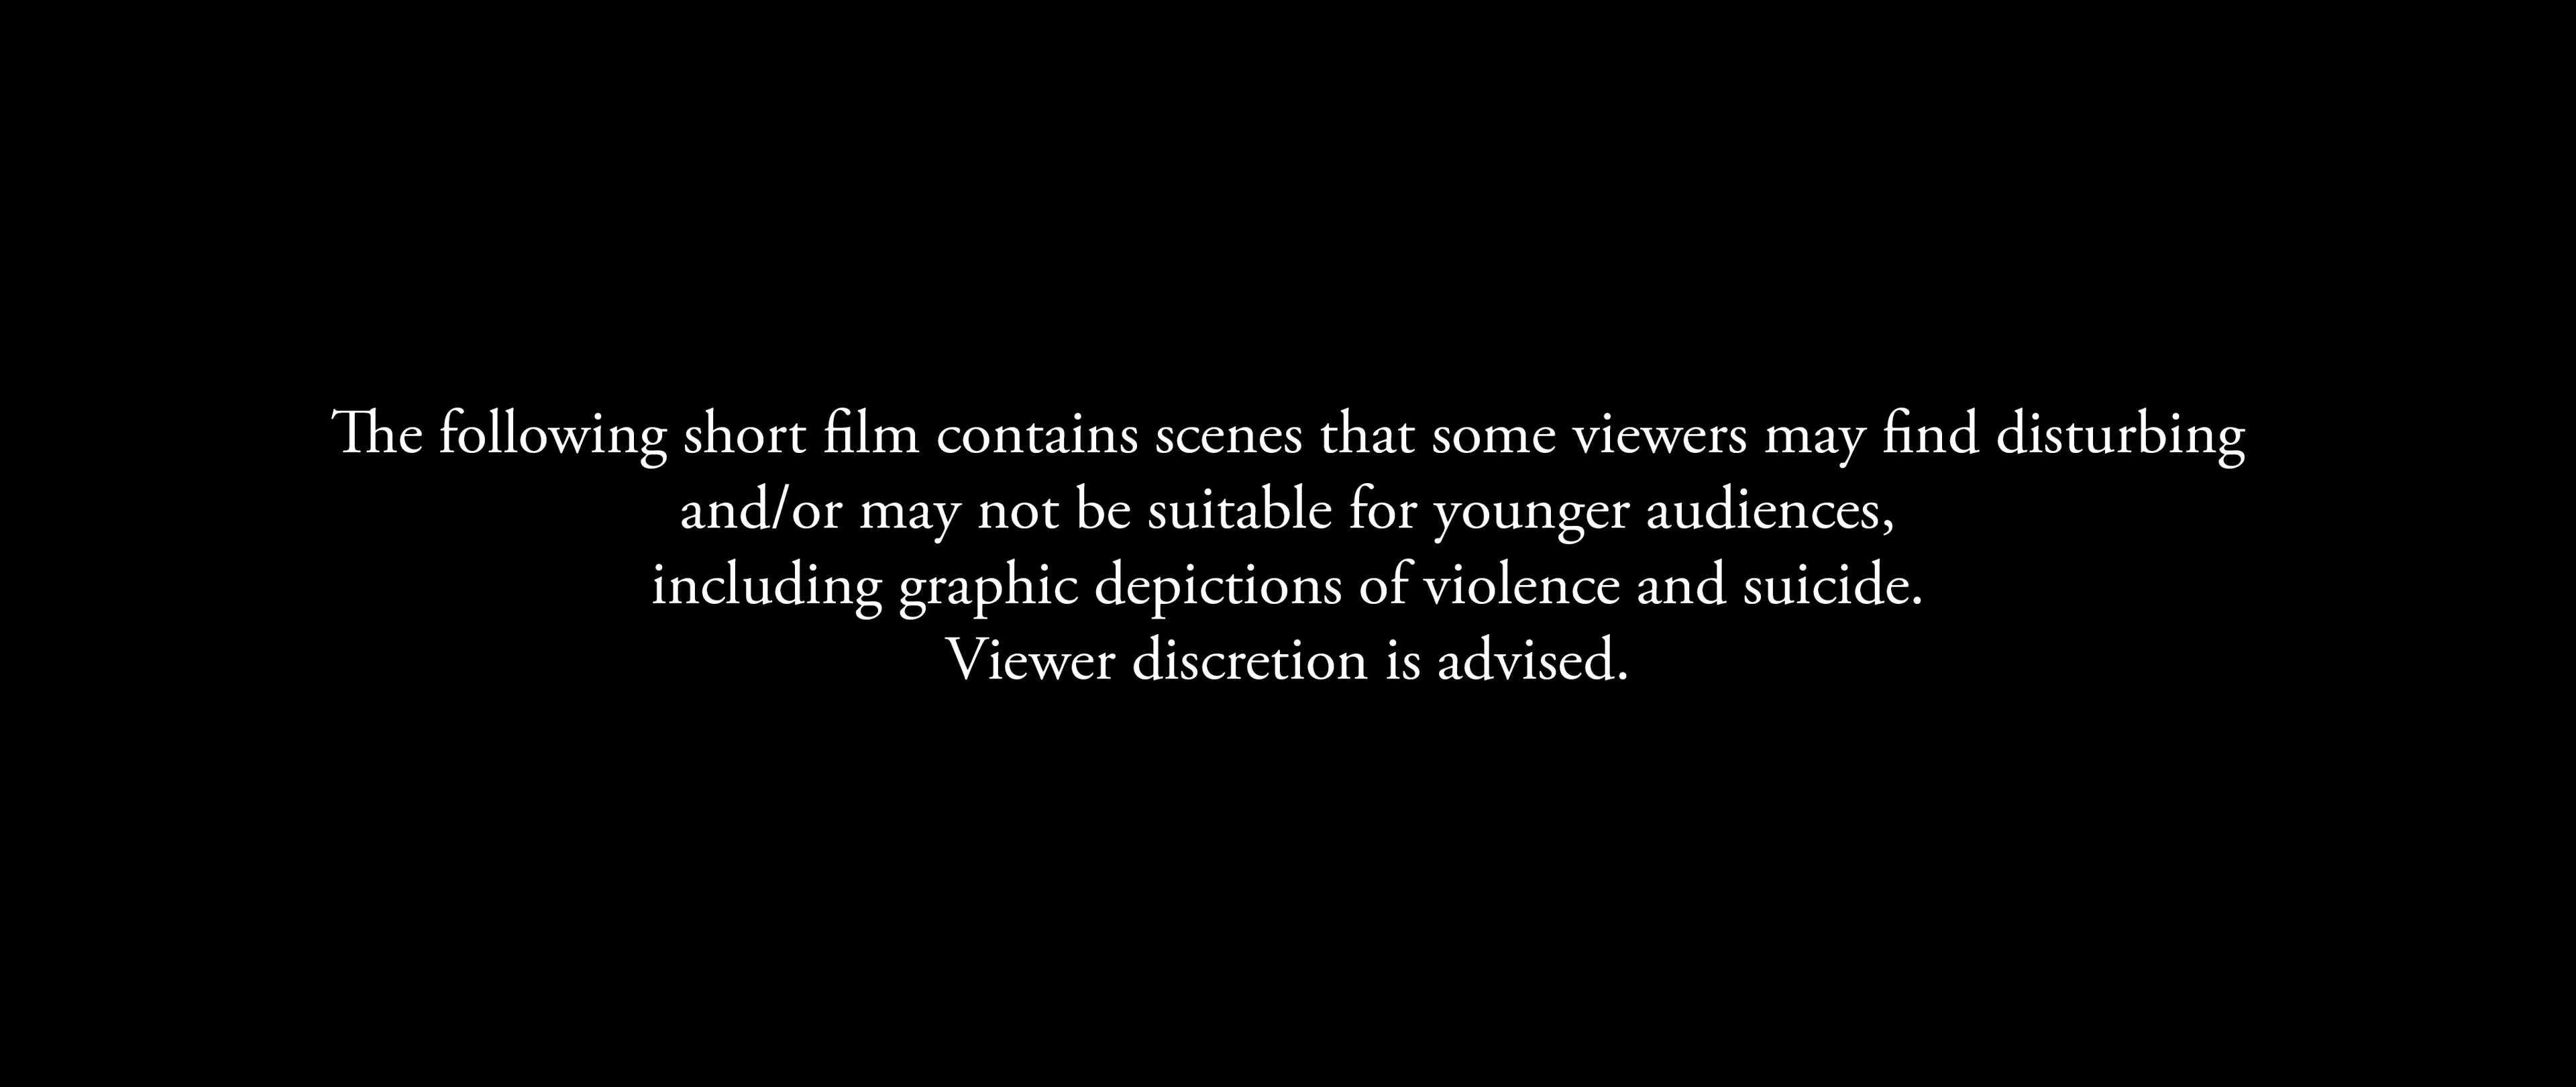 The following short film contains scenes that some viewers may find disturbing
and/or may not be suitable for younger audiences,
including graphic depictions of violence and suicide.
Viewer discretion is advised.